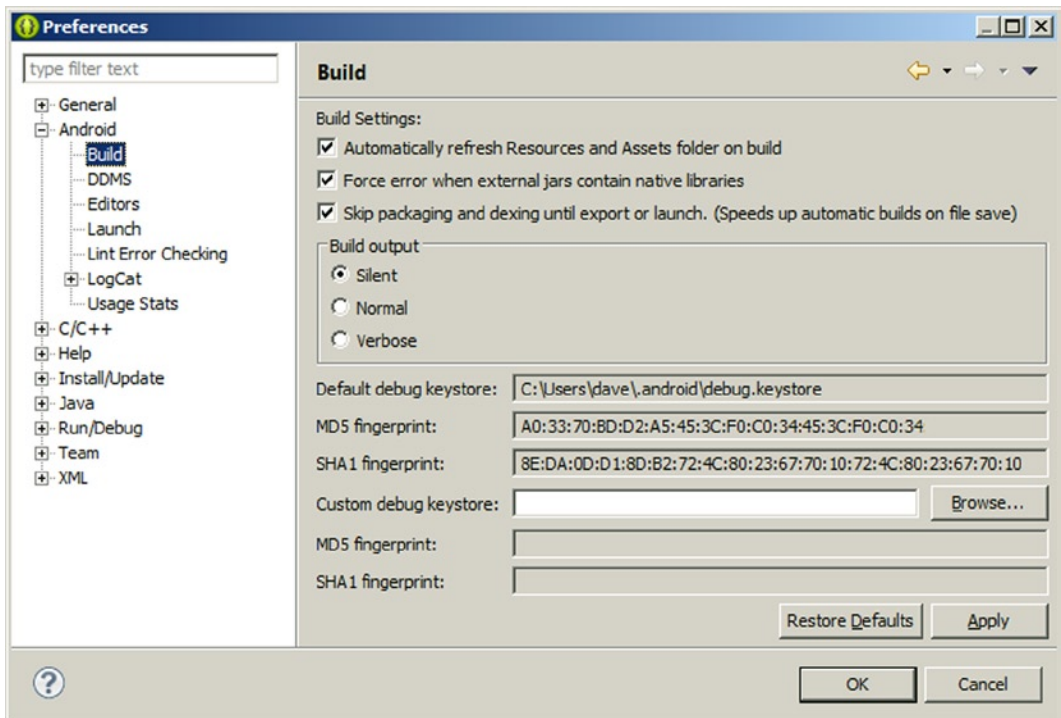 Preferences
type filter text
General
Android
Build
DDMS
Editors
Launch
Lint Error Checking
LogCat
Usage Stats
C/C++
Help
Install/Update
Java
Run/Debug
Team
XML
Build
Build Settings:
Automatically refresh Resources and Assets folder on build
Force error when external jars contain native libraries
Skip packaging and dexing until export or launch. (Speeds up automatic builds on file save)
Build output
Silent
Normal
Verbose
Default debug keystore: C:\Users\dave\.android\debug.keystore
MD5 fingerprint: A0:33:70:BD:D2:A5:45:3C:F0:C0:34:45:3C:F0:C0:34
SHA1 fingerprint: 8E:DA:0D:D1:8D:B2:72:4C:80:23:67:70:10:72:4C:80:23:67:70:10
Custom debug keystore: Browse...
MD5 fingerprint:
SHA1 fingerprint:
Restore Defaults Apply
? OK Cancel